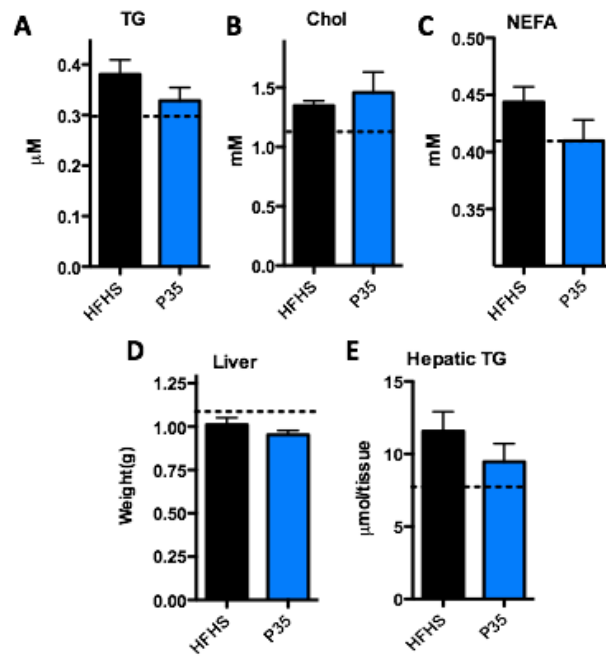 A
TG
μM
0.4
0.3
0.2
0.1
0.0
HFHS
P35
B
Chol
mM
1.5
1.0
0.5
0.0
HFHS
P35
C
NEFA
mM
0.50
0.45
0.40
0.35
HFHS
P35
D
Liver
Weight(g)
1.25
1.00
0.75
0.50
0.25
0.00
HFHS
P35
E
Hepatic TG
μmol/tissue
15
10
5
0
HFHS
P35